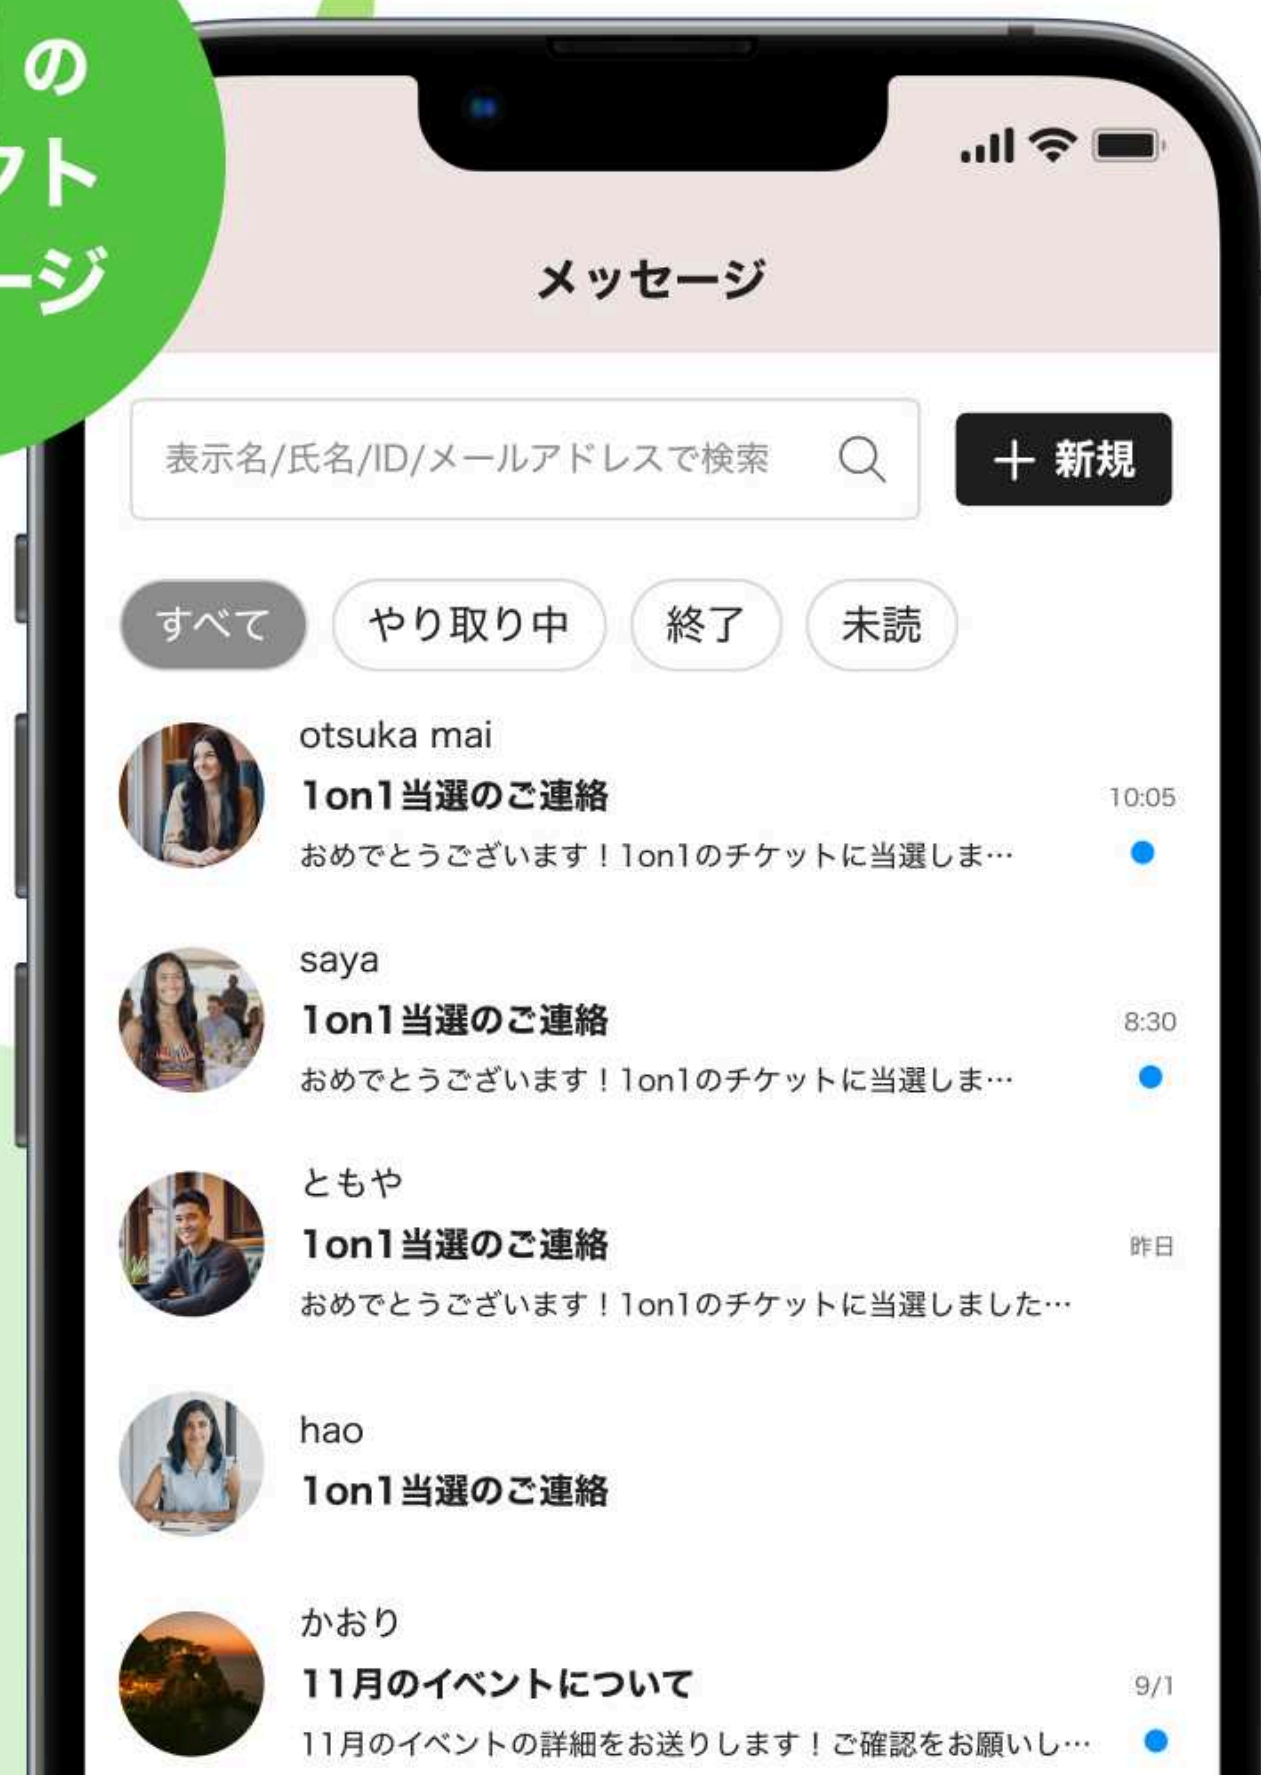 の
クト
ージ
メッセージ
表示名/氏名/ID/メールアドレスで検索
＋ 新規
すべて
やり取り中
終了
未読
otsuka mai
1on1当選のご連絡
10:05
おめでとうございます！1on1のチケットに当選しま…
saya
1on1当選のご連絡
8:30
おめでとうございます！1on1のチケットに当選しま…
ともや
1on1当選のご連絡
昨日
おめでとうございます！1on1のチケットに当選しました…
hao
1on1当選のご連絡
かおり
11月のイベントについて
9/1
11月のイベントの詳細をお送りします！ご確認をお願いし…